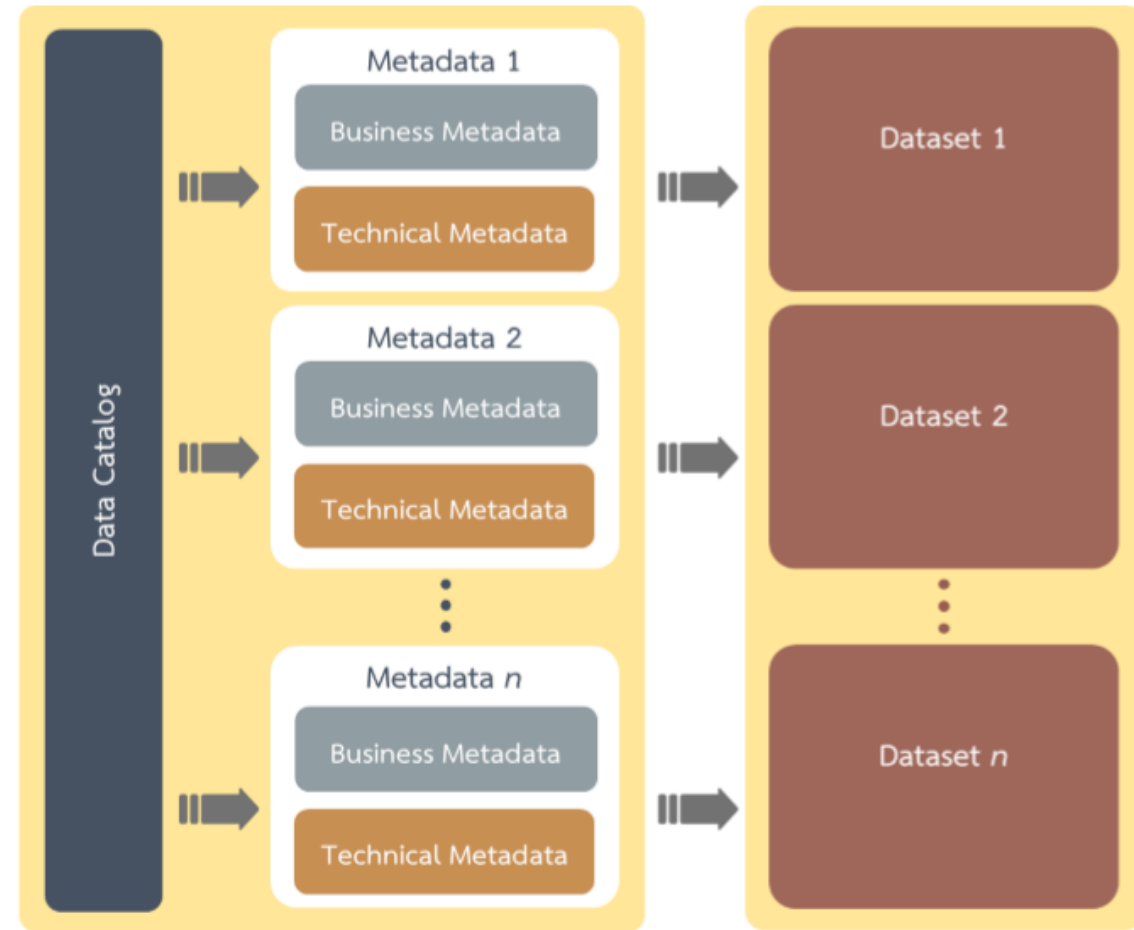 Data Catalog
Metadata 1
Business Metadata
Technical Metadata
Dataset 1
Metadata 2
Business Metadata
Technical Metadata
Dataset 2
Metadata n
Business Metadata
Technical Metadata
Dataset n